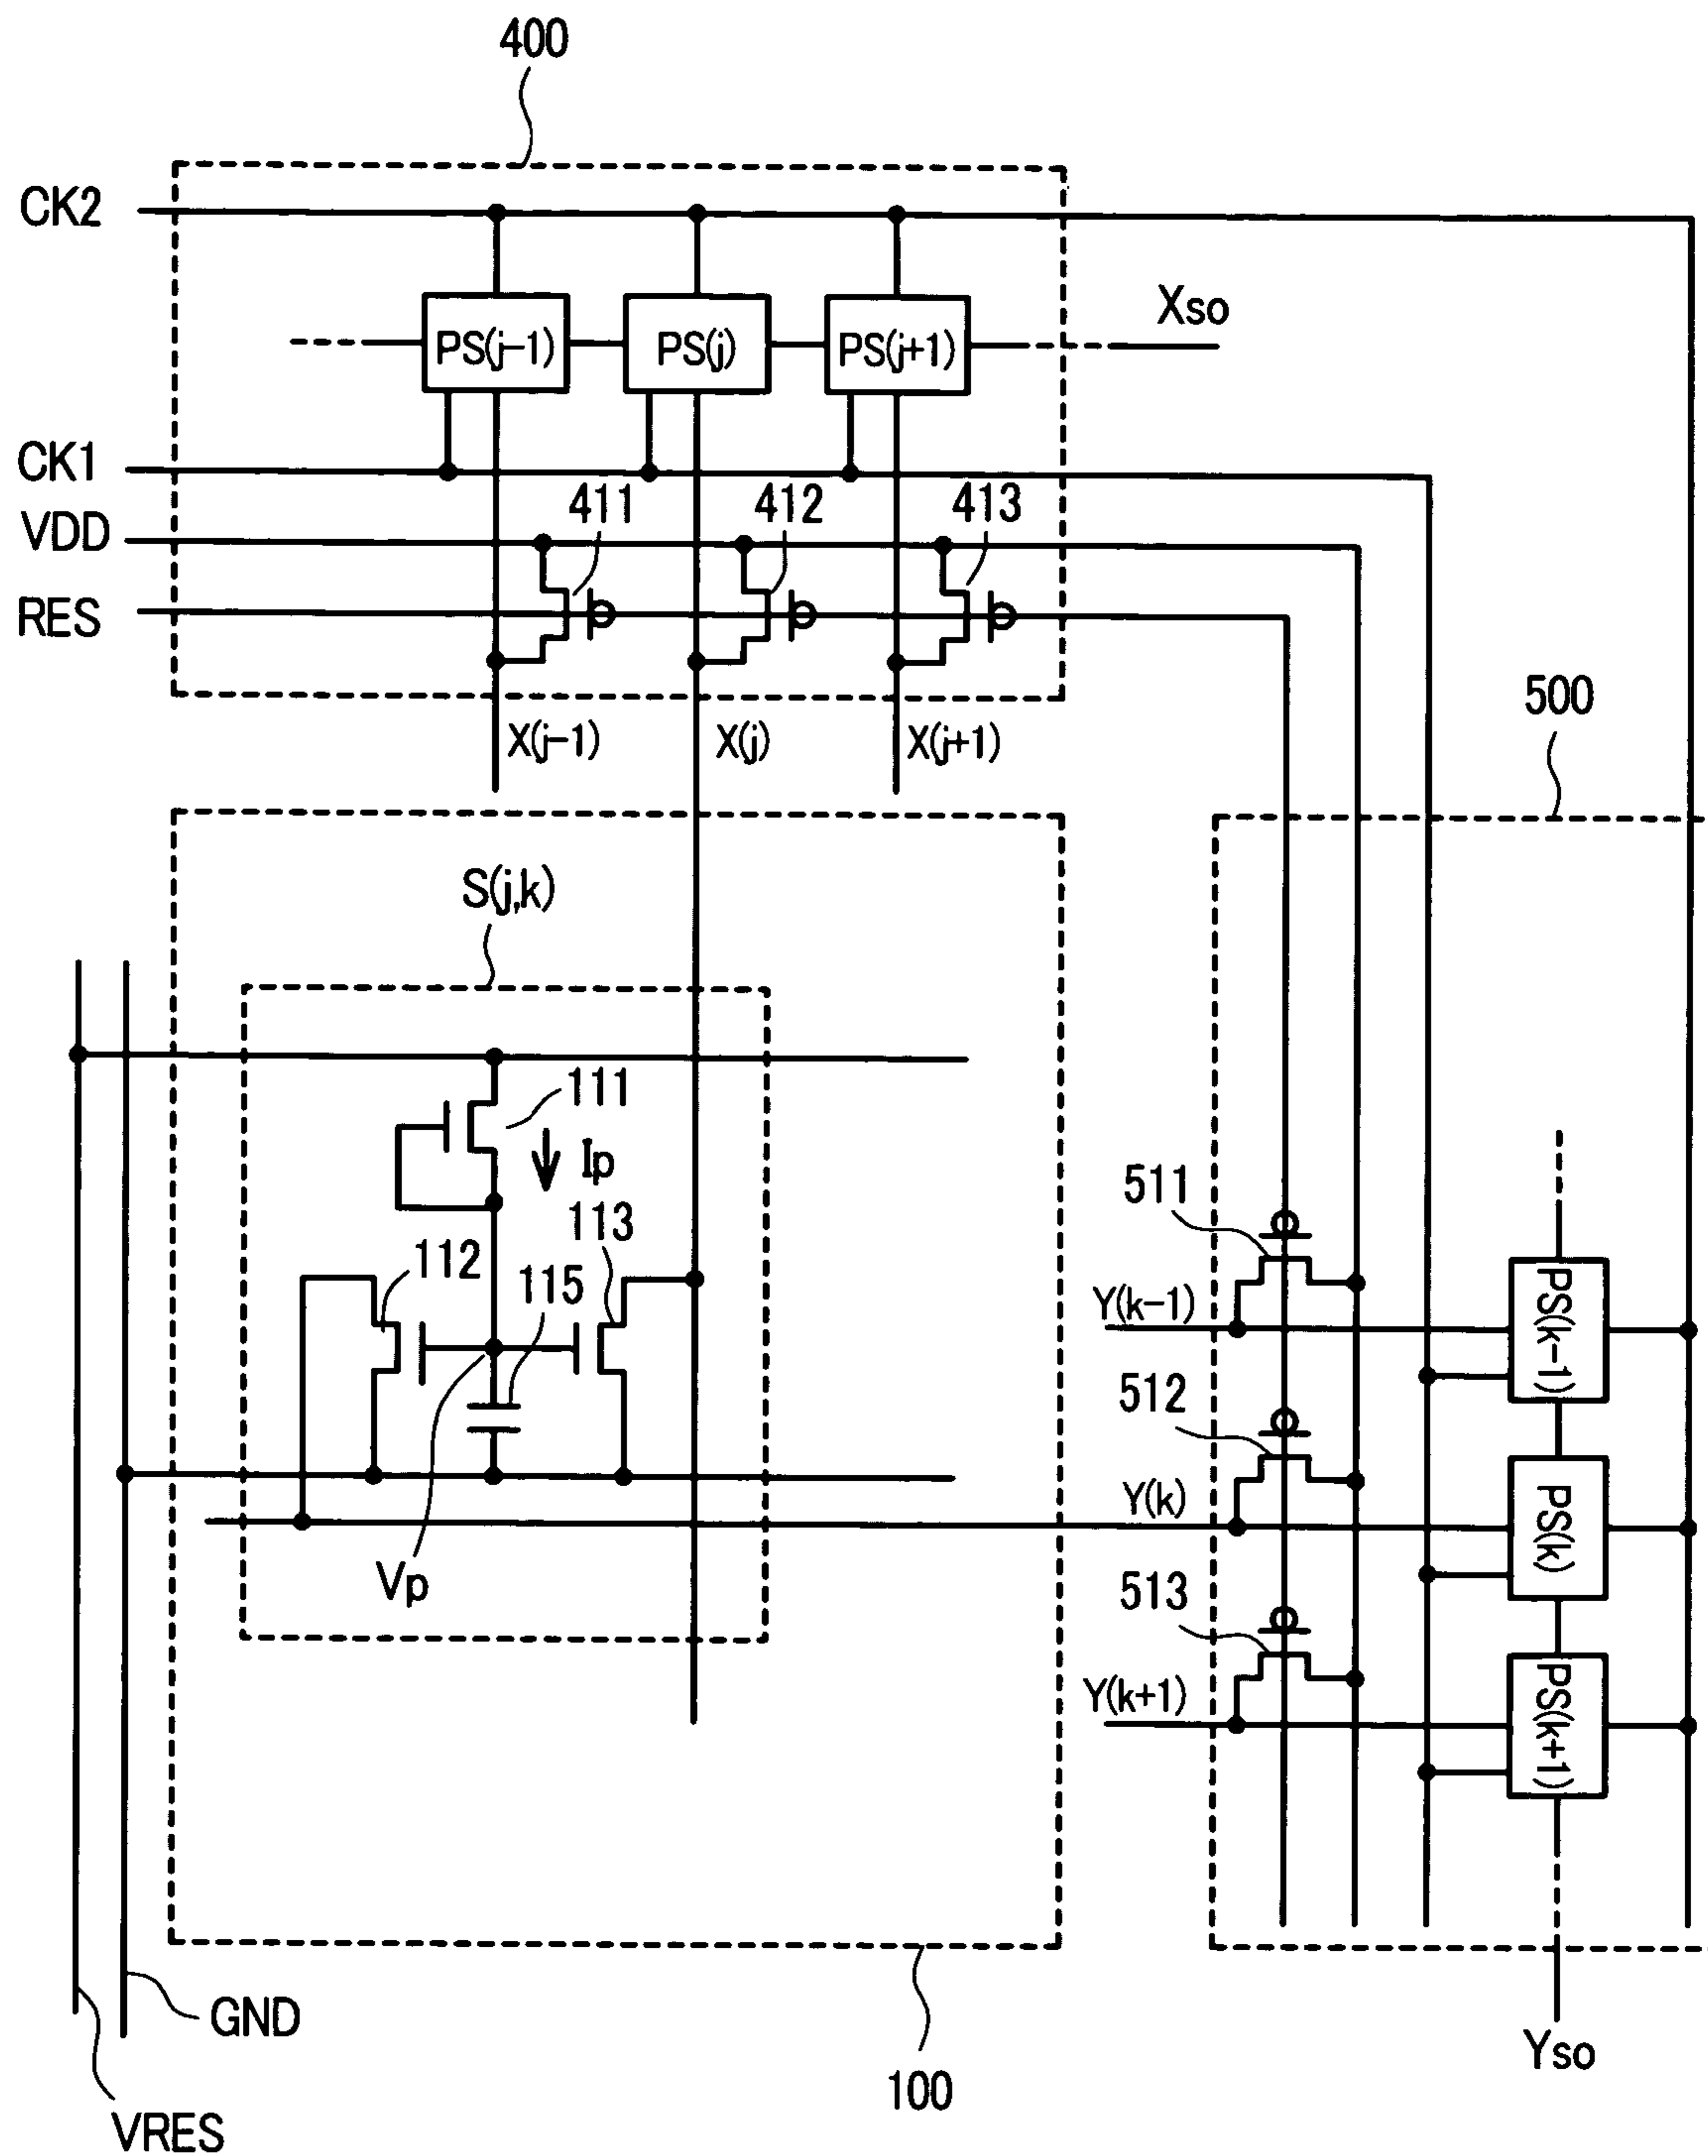 400
CK2
Xso
PS(j-1)
PS(j)
PS(j+1)
CK1
411
412
413
VDD
RES
500
X(j-1)
X(j)
X(j+1)
S(j,k)
111
Ip
511
113
112
115
Y(k-1)
PS(k-1)
512
Y(k)
PS(k)
Vp
513
Y(k+1)
PS(k+1)
GND
Yso
100
VRES